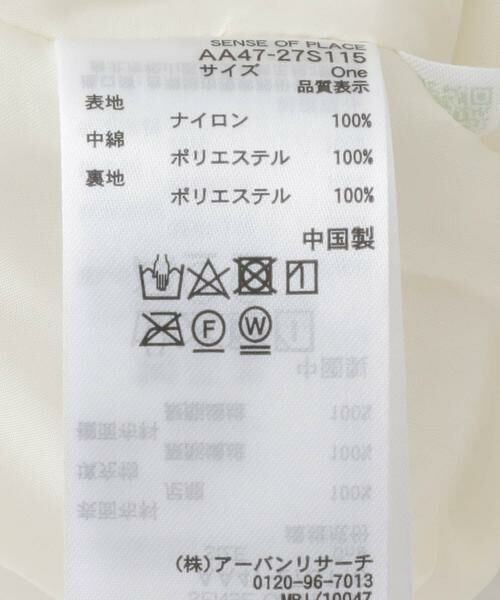 SENSE OF PLACE
AA47-27S115
サイズ One
品質表示
表地
ナイロン 100%
中綿
ポリエステル 100%
裏地
ポリエステル 100%
中国製
F W
(株)アーバンリサーチ
0120-96-7013
MBI/10047